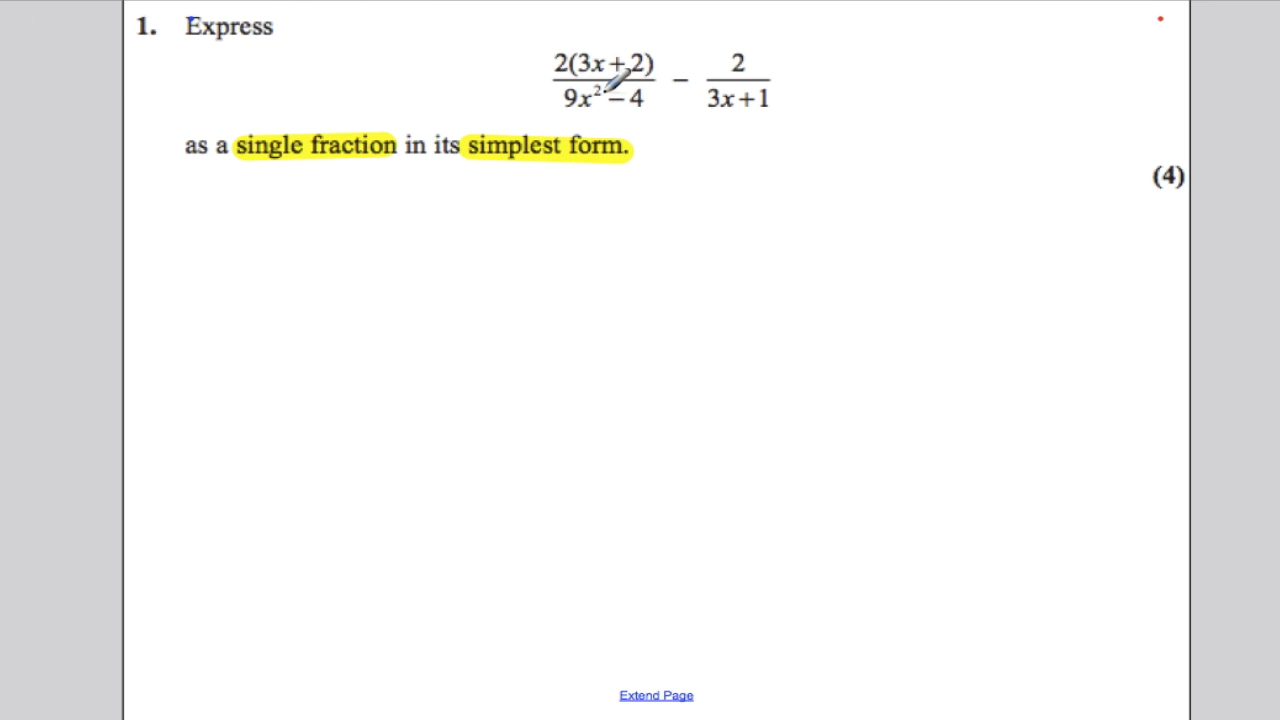 1. Express
2(3x+2) / 9x² − 4 − 2 / 3x+1
as a single fraction in its simplest form.
(4)
Extend Page